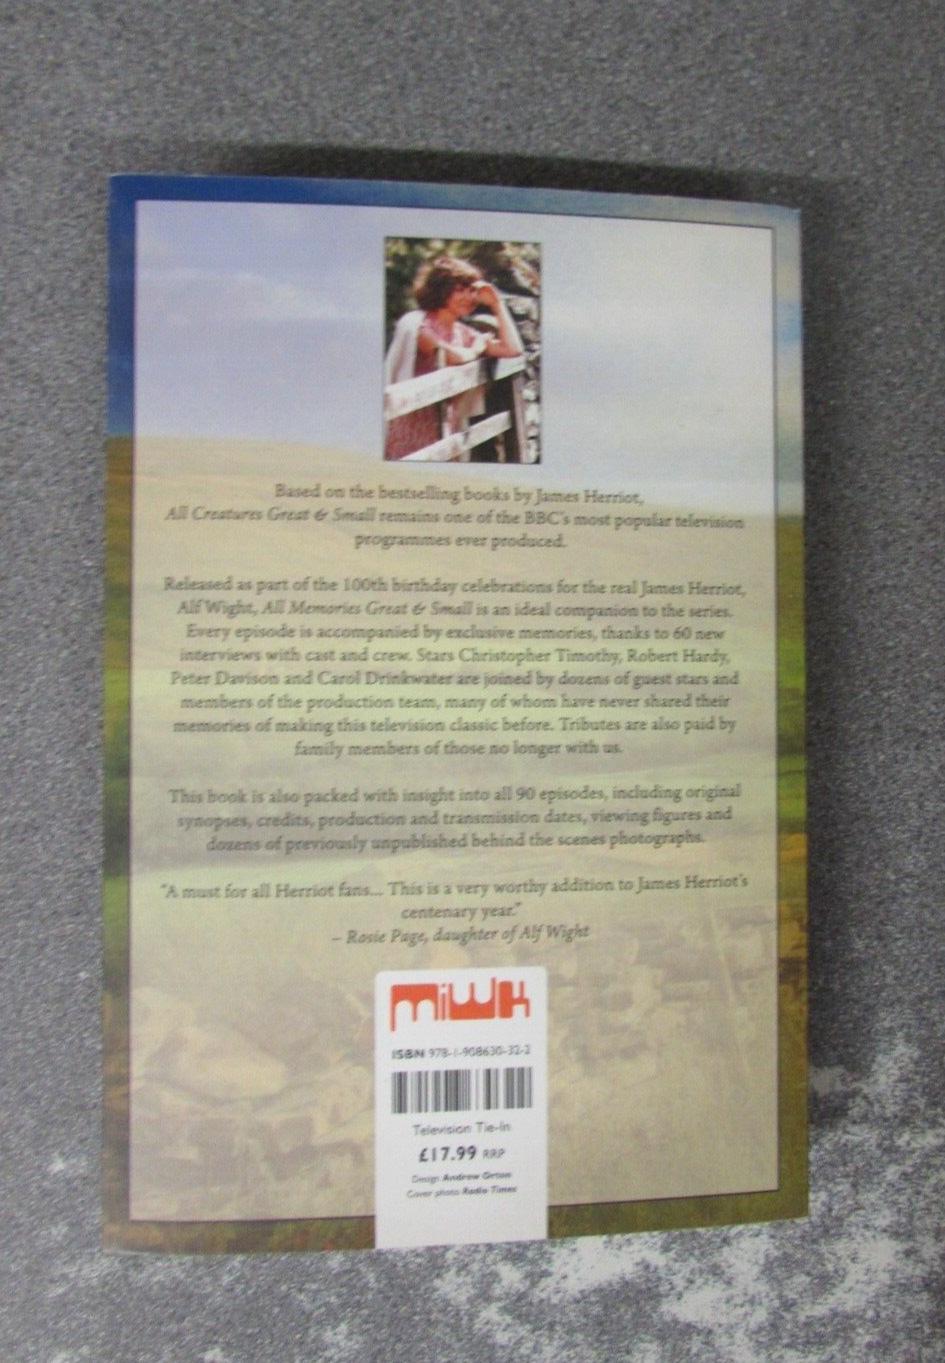 Based on the bestselling books by James Herriot,
All Creatures Great & Small remains one of the BBC's most popular television
programmes ever produced.
Released as part of the 100th birthday celebrations for the real James Herriot,
Alf Wight, All Memories Great & Small is an ideal companion to the series.
Every episode is accompanied by exclusive memories, thanks to 60 new
interviews with cast and crew. Stars Christopher Timothy, Robert Hardy,
Peter Davison and Carol Drinkwater are joined by dozens of guest stars and
members of the production team, many of whom have never shared their
memories of making this television classic before. Tributes are also paid by
family members of those no longer with us.
This book is also packed with insight into all 90 episodes, including original
synopses, credits, production and transmission dates, viewing figures and
dozens of previously unpublished behind the scenes photographs.
"A must for all Herriot fans... This is a very worthy addition to James Herriot's
centenary year."
– Rosie Page, daughter of Alf Wight
miwk
ISBN 978-1-908630-32-2
Television Tie-In
£17.99 RRP
Design Andrew Orton
Cover photo Radio Times